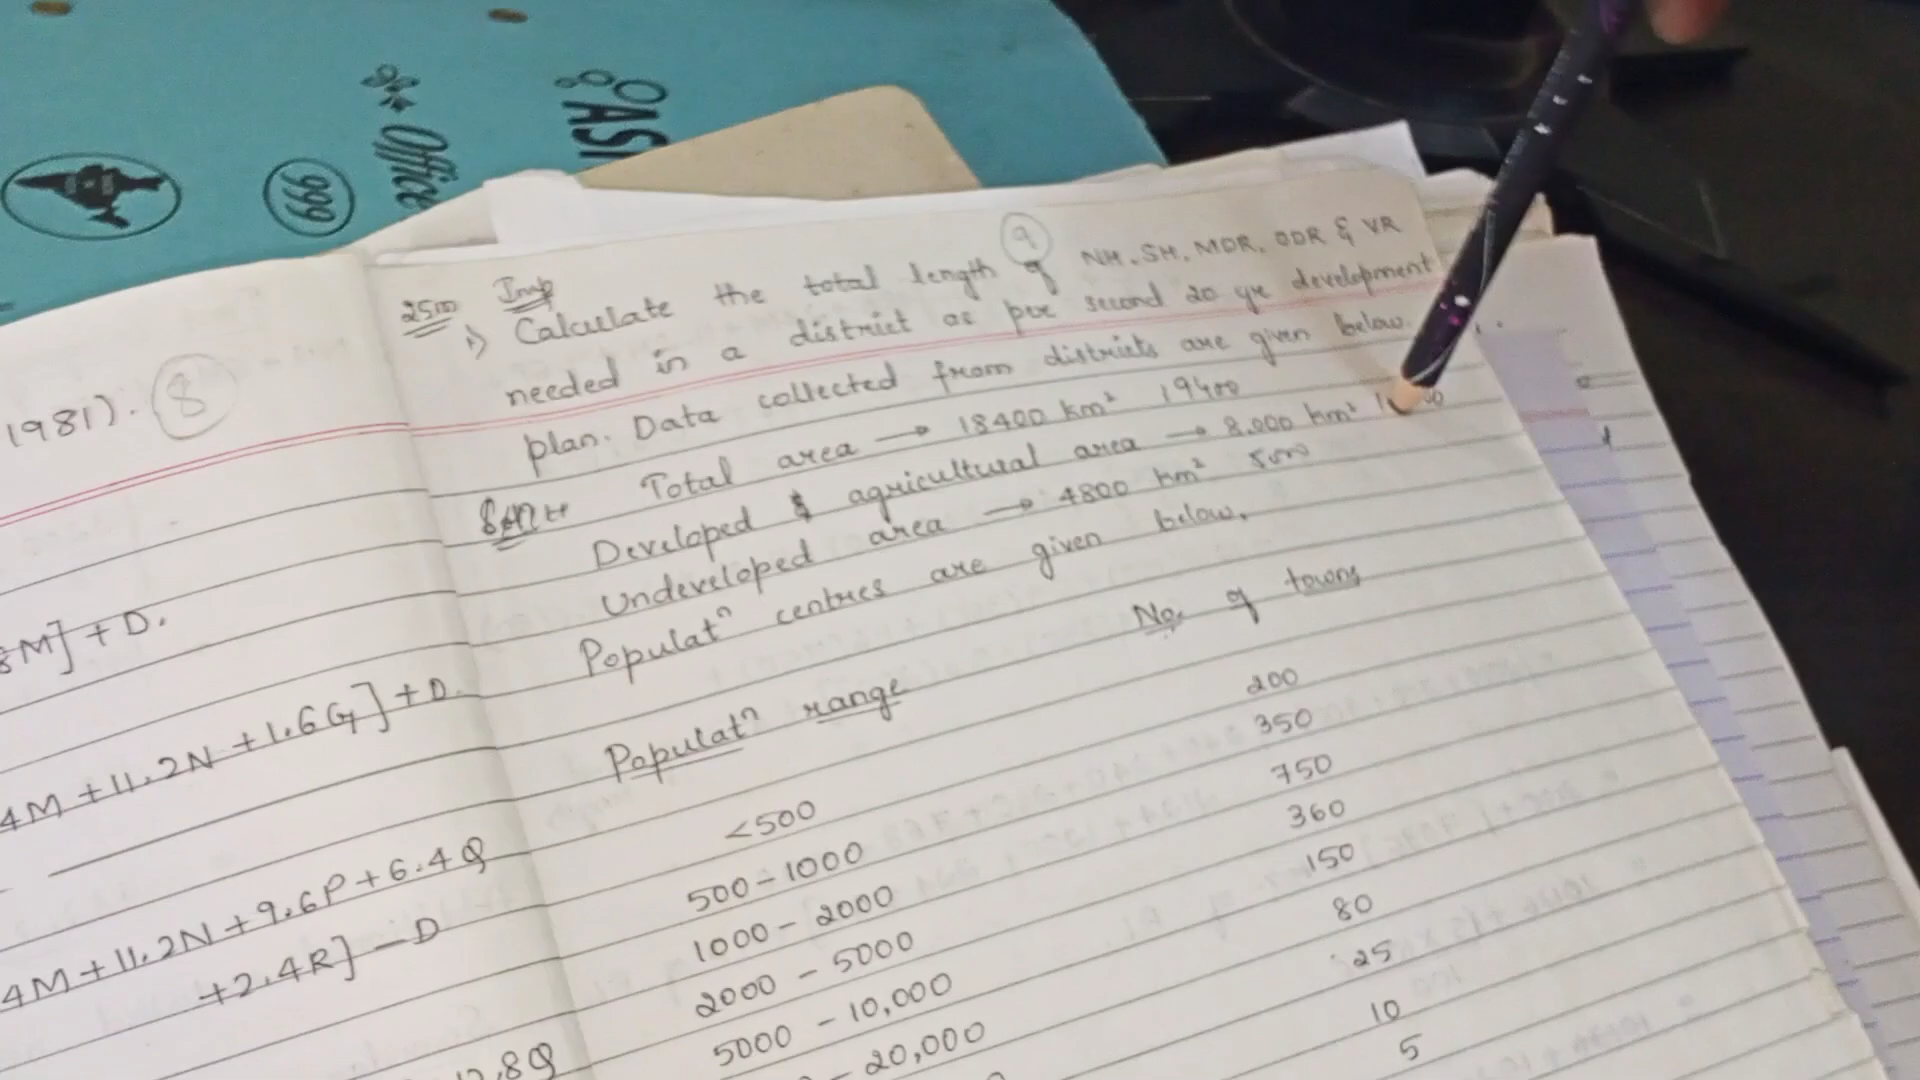 Office
999
ASI
1981). 8
M] + D.
4M + 11.2N + 1.6G] + D.
4M + 11.2N + 9.6P + 6.4Q
+ 2.4R] - D
.8Q
9
25m Imp
1) Calculate the total length of NH, SH, MDR, ODR & VR
needed in a district as per second 20 yr development
plan. Data collected from districts are given below.
Total area → 18400 km² 19400
Developed & agricultural area → 8,000 km²
Undeveloped area → 4800 km² 5000
Populatⁿ centres are given below.
Populatⁿ range No. of towns
<500 200
500 - 1000 350
1000 - 2000 750
2000 - 5000 360
5000 - 10,000 150
- 20,000 80
25
10
5